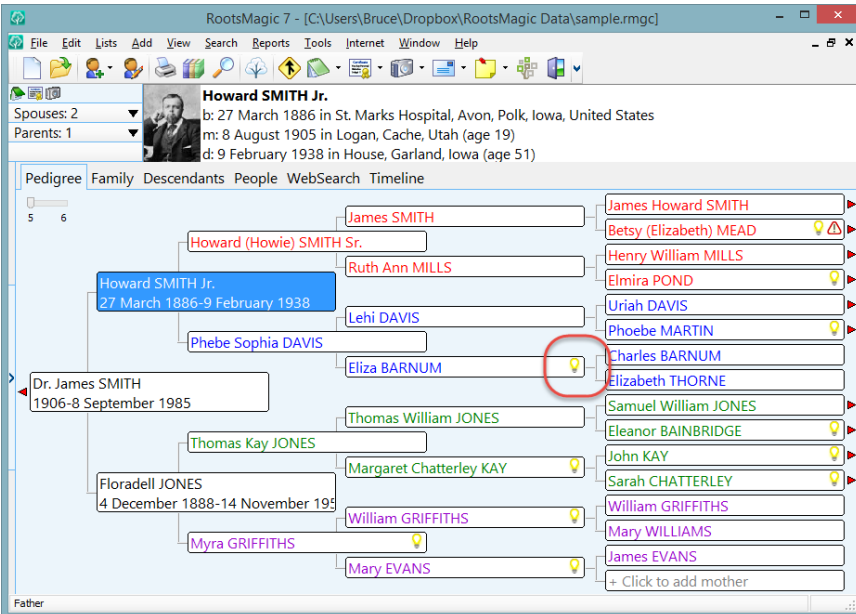 RootsMagic 7 - [C:\Users\Bruce\Dropbox\RootsMagic Data\sample.rmgc]
File Edit Lists Add View Search Reports Tools Internet Window Help
Howard SMITH Jr.
Spouses: 2
b: 27 March 1886 in St. Marks Hospital, Avon, Polk, Iowa, United States
Parents: 1
m: 8 August 1905 in Logan, Cache, Utah (age 19)
d: 9 February 1938 in House, Garland, Iowa (age 51)
Pedigree Family Descendants People WebSearch Timeline
5 6
James Howard SMITH
James SMITH
Betsy (Elizabeth) MEAD
Howard (Howie) SMITH Sr.
Henry William MILLS
Ruth Ann MILLS
Elmira POND
Howard SMITH Jr.
27 March 1886-9 February 1938
Uriah DAVIS
Lehi DAVIS
Phoebe MARTIN
Phebe Sophia DAVIS
Charles BARNUM
Eliza BARNUM
Elizabeth THORNE
Dr. James SMITH
1906-8 September 1985
Samuel William JONES
Thomas William JONES
Eleanor BAINBRIDGE
Thomas Kay JONES
John KAY
Margaret Chatterley KAY
Sarah CHATTERLEY
Floradell JONES
4 December 1888-14 November 195
William GRIFFITHS
William GRIFFITHS
Mary WILLIAMS
Myra GRIFFITHS
James EVANS
Mary EVANS
+ Click to add mother
Father